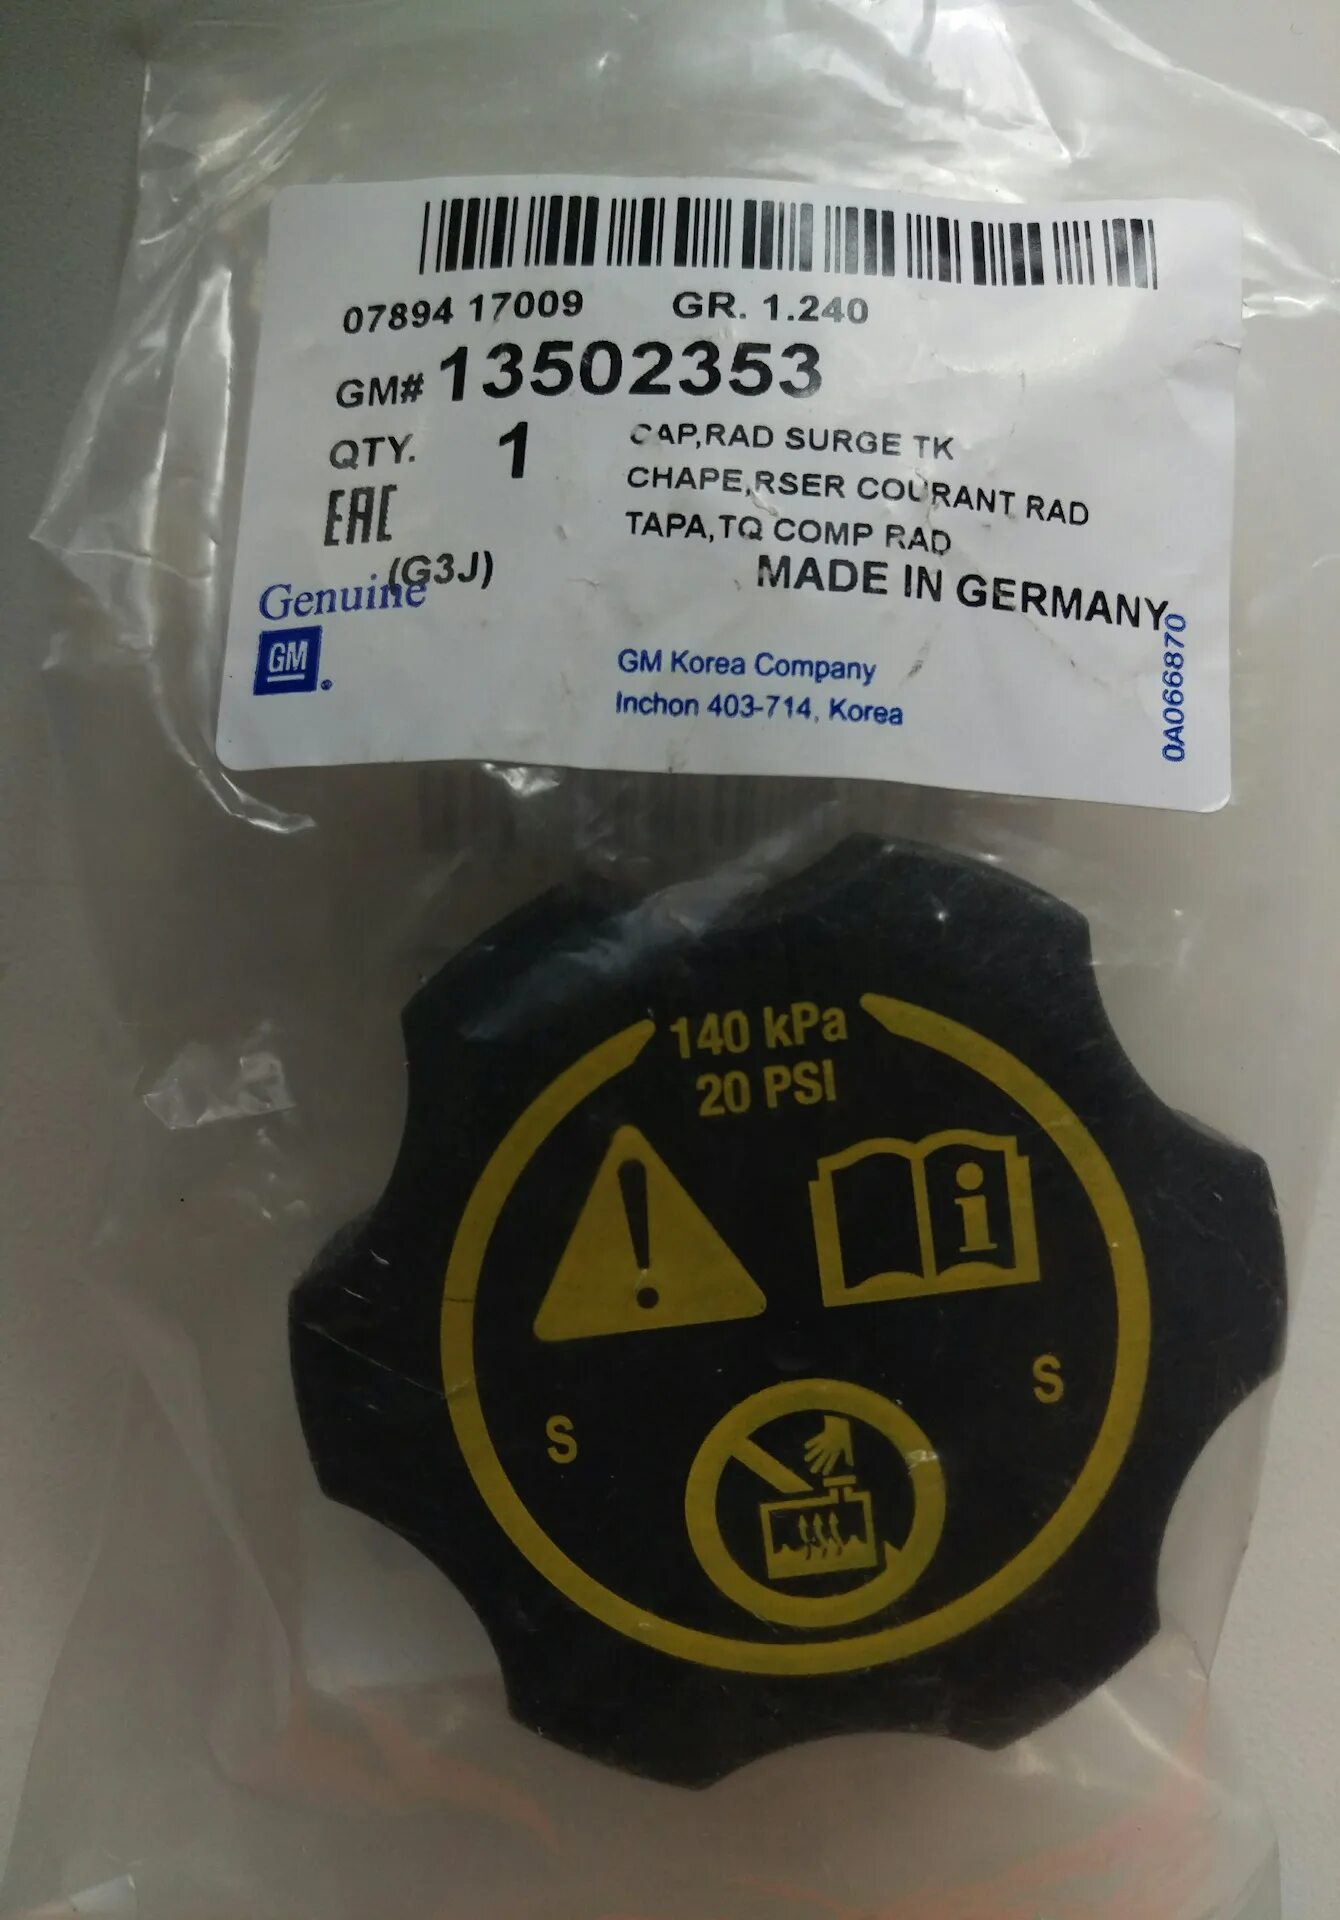 07894 17009 GR. 1.240
GM# 13502353
QTY. 1
CAP,RAD SURGE TK
CHAPE,RSER COURANT RAD
TAPA,TQ COMP RAD
EAC
(G3J)
MADE IN GERMANY
Genuine
GM
GM Korea Company
Inchon 403-714, Korea
0A066870
140 kPa
20 PSI
i
S
S